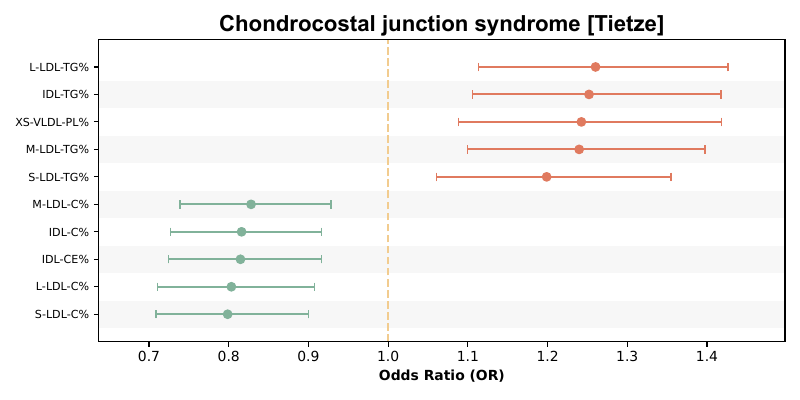 Chondrocostal junction syndrome [Tietze]
L-LDL-TG%
IDL-TG%
XS-VLDL-PL%
M-LDL-TG%
S-LDL-TG%
M-LDL-C%
IDL-C%
IDL-CE%
L-LDL-C%
S-LDL-C%
0.7 0.8 0.9 1.0 1.1 1.2 1.3 1.4
Odds Ratio (OR)